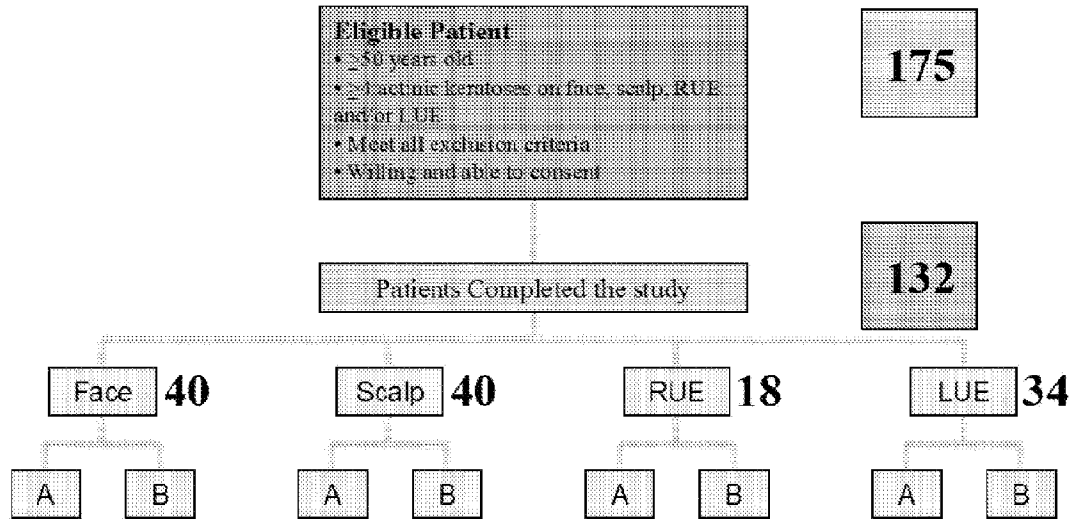 Eligible Patient
• ≥50 years old
• ≥4 actinic keratoses on face, scalp, RUE
and/or LUE
• Meet all exclusion criteria
• Willing and able to consent
175
Patients Completed the study
132
Face 40
Scalp 40
RUE 18
LUE 34
A B A B A B A B